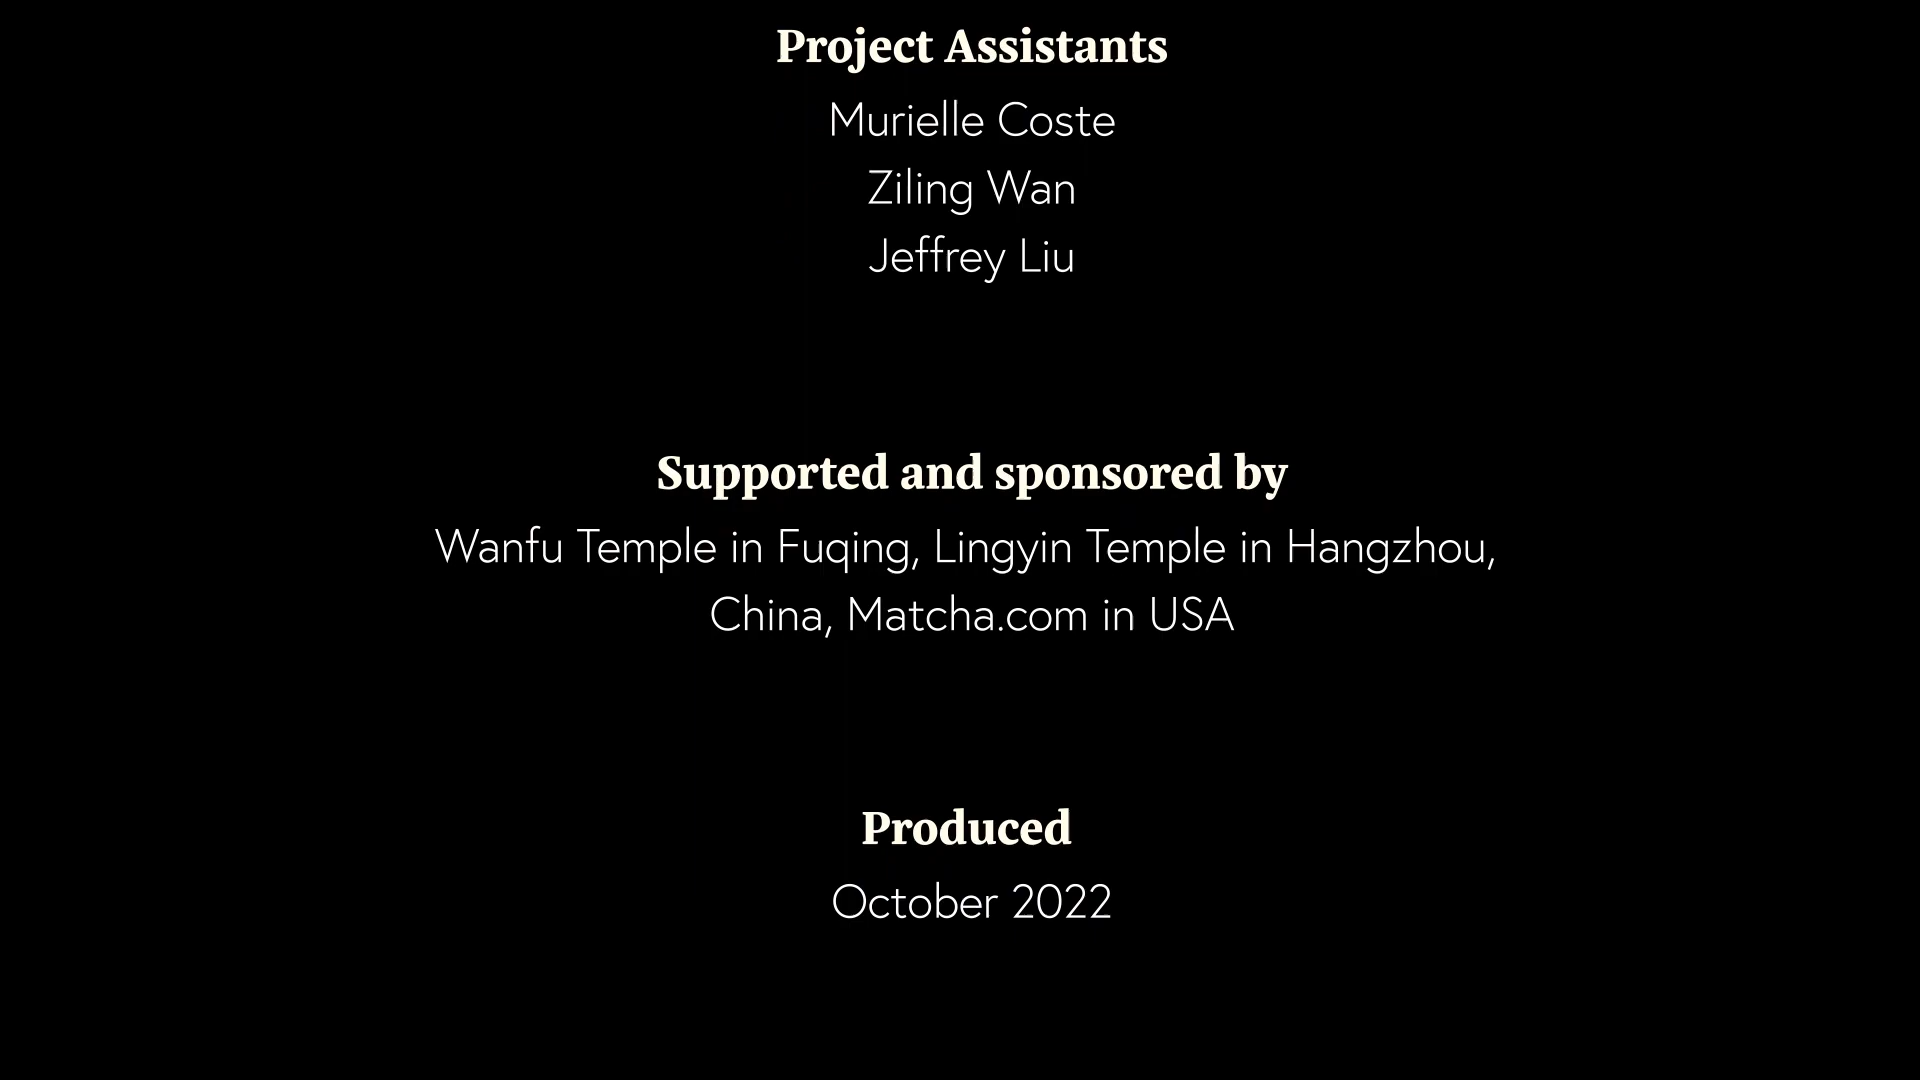 Project Assistants
Murielle Coste
Ziling Wan
Jeffrey Liu
Supported and sponsored by
Wanfu Temple in Fuqing, Lingyin Temple in Hangzhou,
China, Matcha.com in USA
Produced
October 2022